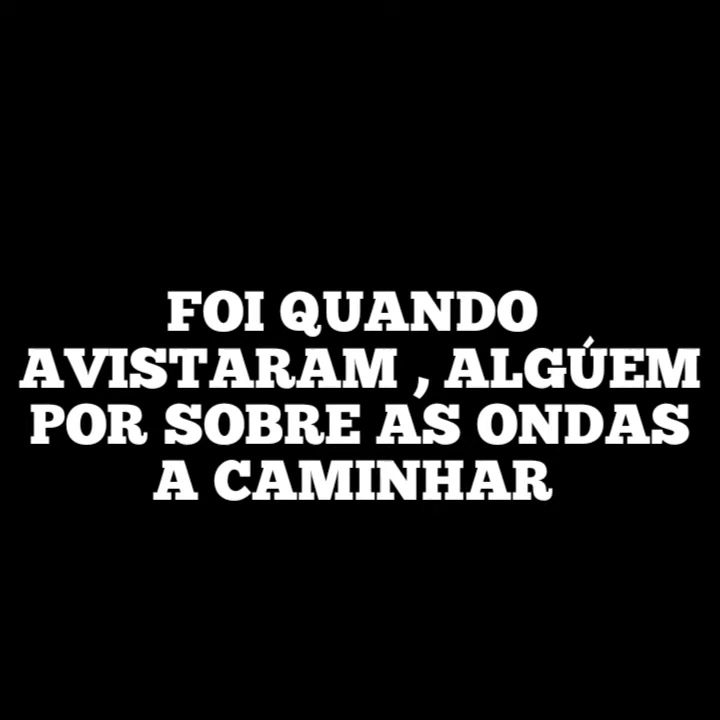 FOI QUANDO
AVISTARAM , ALGÚEM
POR SOBRE AS ONDAS
A CAMINHAR